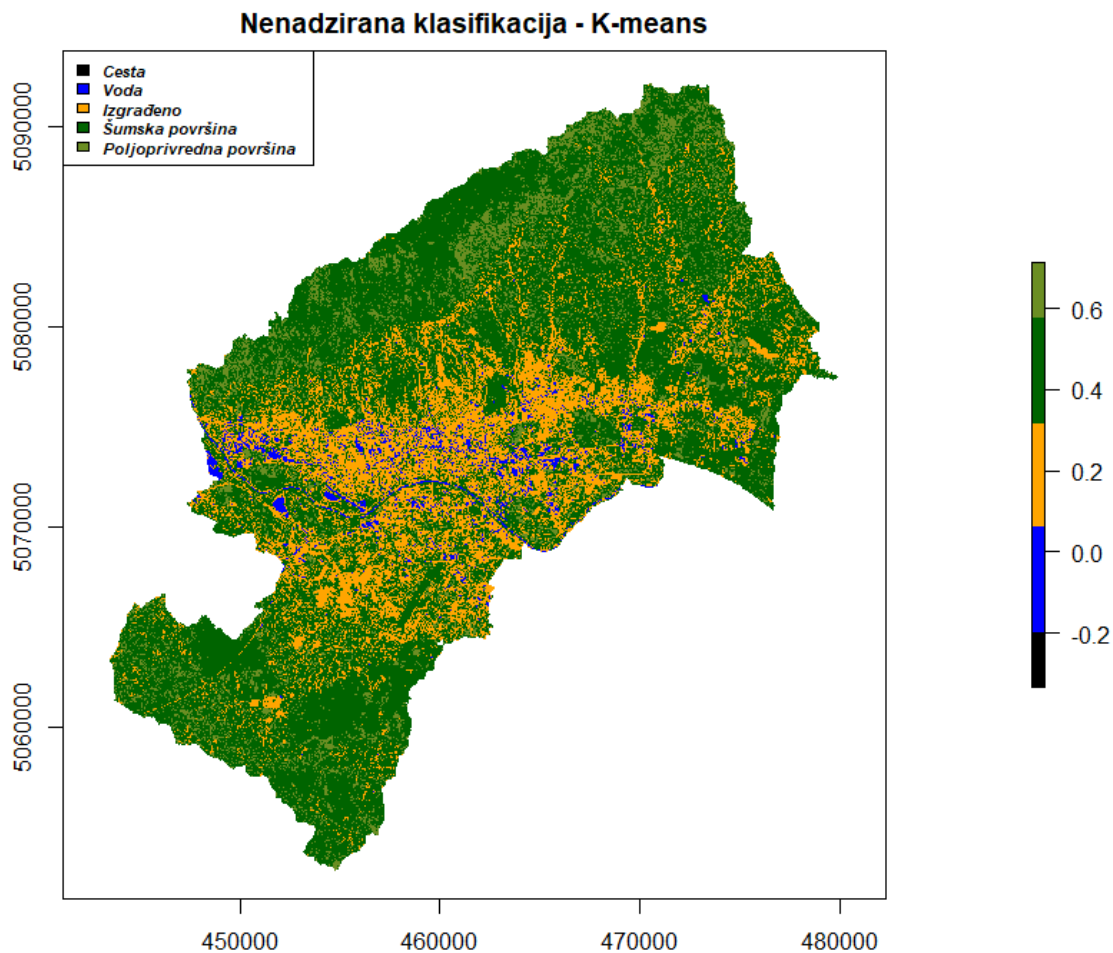 Nenadzirana klasifikacija - K-means
Cesta
Voda
Izgrađeno
Šumska površina
Poljoprivredna površina
5090000
5080000
5070000
5060000
450000 460000 470000 480000
0.6
0.4
0.2
0.0
-0.2